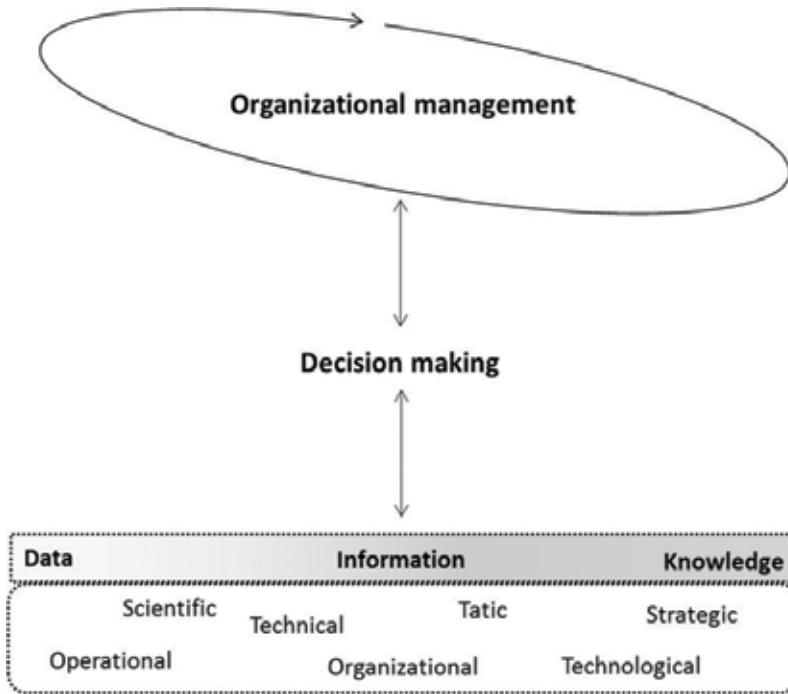 Organizational management
Decision making
Data Information Knowledge
Scientific Technical Tatic Strategic
Operational Organizational Technological